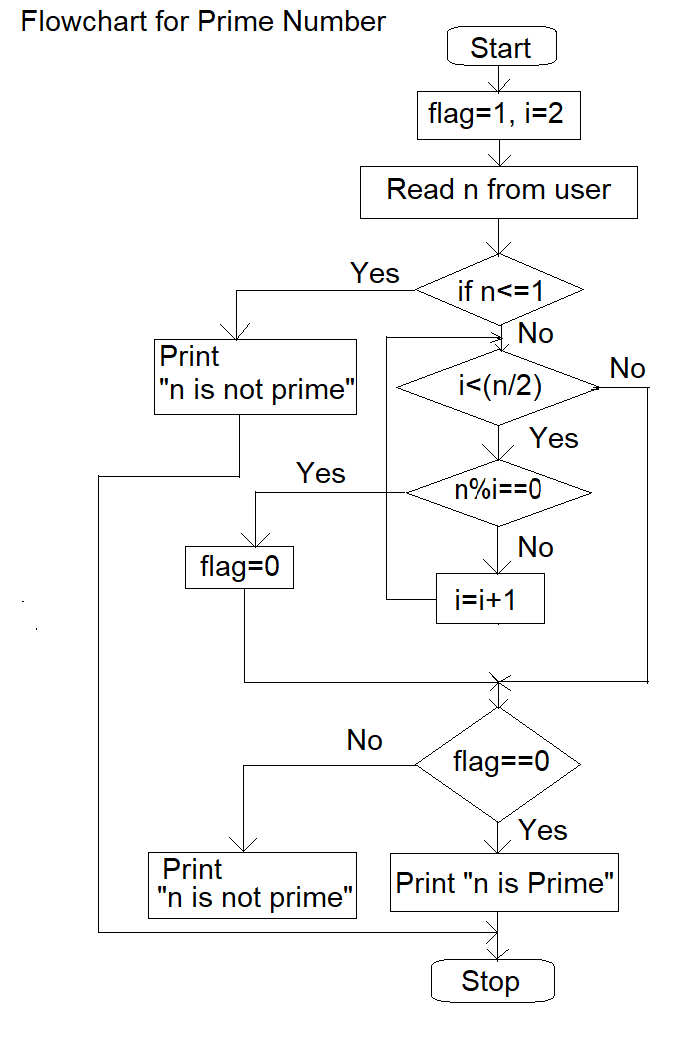 Flowchart for Prime Number
Start
flag=1, i=2
Read n from user
Yes
if n<=1
No
Print
"n is not prime"
i<(n/2)
No
Yes
Yes
n%i==0
No
flag=0
i=i+1
No
flag==0
Yes
Print
"n is not prime"
Print "n is Prime"
Stop